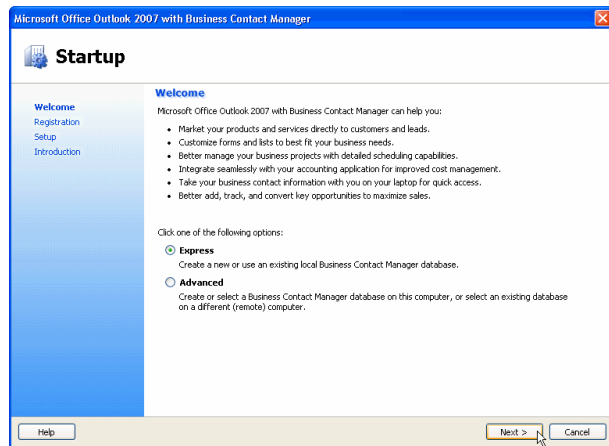 Microsoft Office Outlook 2007 with Business Contact Manager
Startup
Welcome
Registration
Setup
Introduction
Welcome
Microsoft Office Outlook 2007 with Business Contact Manager can help you:
• Market your products and services directly to customers and leads.
• Customize forms and lists to best fit your business needs.
• Better manage your business projects with detailed scheduling capabilities.
• Integrate seamlessly with your accounting application for improved cost management.
• Take your business contact information with you on your laptop for quick access.
• Better add, track, and convert key opportunities to maximize sales.
Click one of the following options:
Express
Create a new or use an existing local Business Contact Manager database.
Advanced
Create or select a Business Contact Manager database on this computer, or select an existing database
on a different (remote) computer.
Help
Next >
Cancel